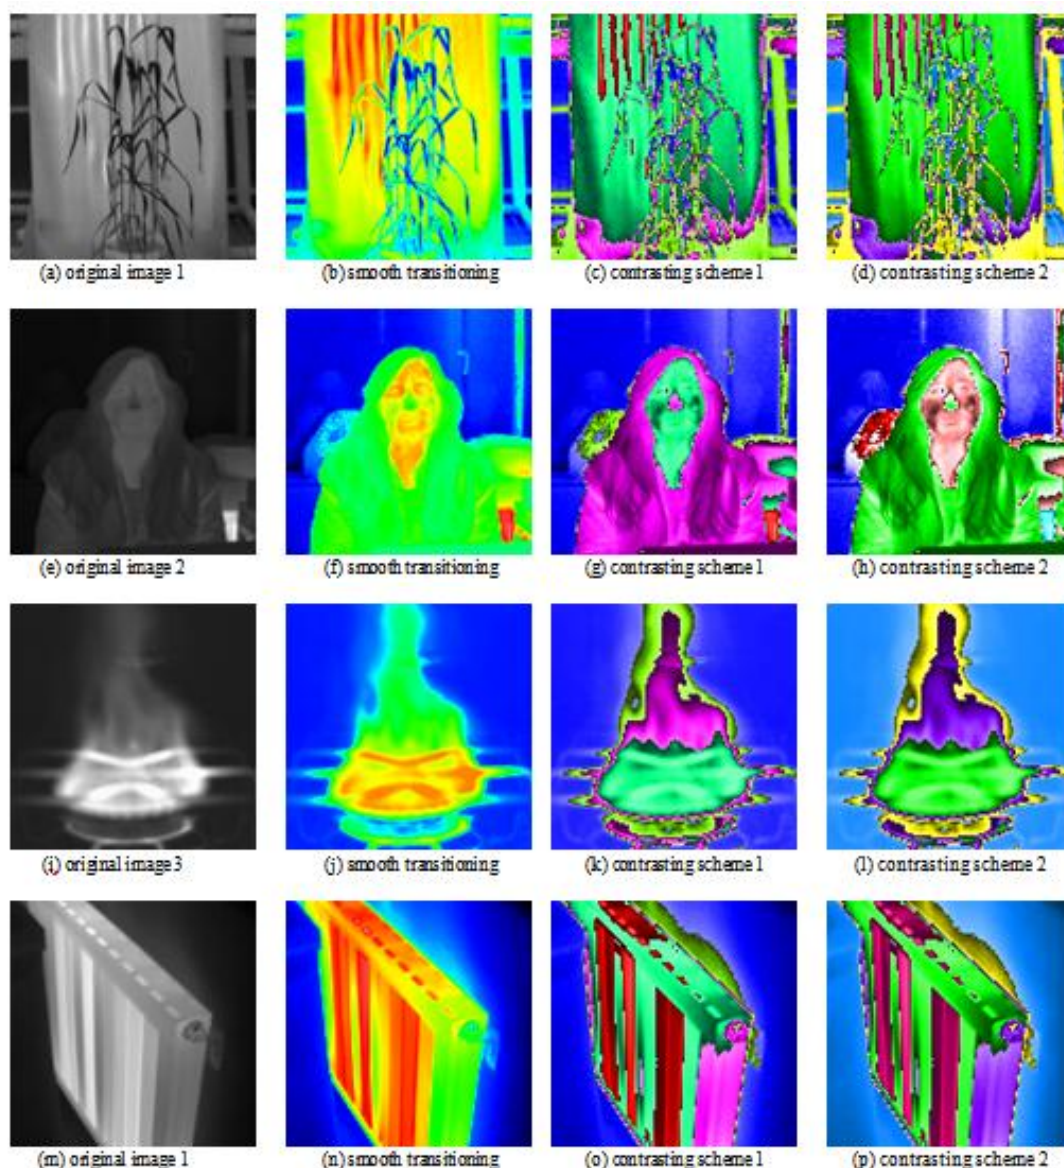 (a) original image 1
(b) smooth transitioning
(c) contrasting scheme 1
(d) contrasting scheme 2
(e) original image 2
(f) smooth transitioning
(g) contrasting scheme 1
(h) contrasting scheme 2
(i) original image 3
(j) smooth transitioning
(k) contrasting scheme 1
(l) contrasting scheme 2
(m) original image 1
(n) smooth transitioning
(o) contrasting scheme 1
(p) contrasting scheme 2